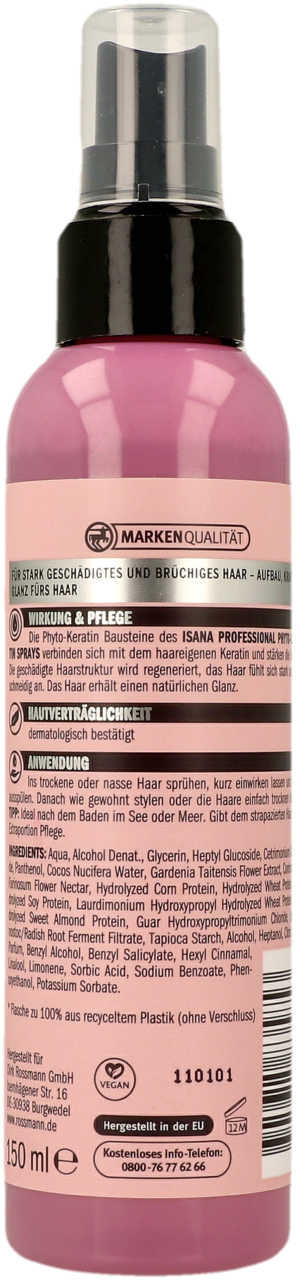 MARKENQUALITÄT
FÜR STARK GESCHÄDIGTES UND BRÜCHIGES HAAR – AUFBAU,
GLANZ FÜRS HAAR
WIRKUNG & PFLEGE
Die Phyto-Keratin Bausteine des ISANA PROFESSIONAL
TIN SPRAYS verbinden sich mit dem haareigenen Keratin und stärken die
Die geschädigte Haarstruktur wird regeneriert, das Haar fühlt sich stark
schmeidig an. Das Haar erhält einen natürlichen Glanz.
HAUTVERTRÄGLICHKEIT
dermatologisch bestätigt
ANWENDUNG
Ins trockene oder nasse Haar sprühen, kurz einwirken lassen und
ausspülen. Danach wie gewohnt stylen oder die Haare einfach trocknen
TIPP: Ideal nach dem Baden im See oder Meer. Gibt dem strapazierten
Extraportion Pflege.
INGREDIENTS: Aqua, Alcohol Denat., Glycerin, Heptyl Glucoside,
Panthenol, Cocos Nucifera Water, Gardenia Taitensis Flower Extract,
Farinosum Flower Nectar, Hydrolyzed Corn Protein, Hydrolyzed Wheat
Soy Protein, Laurdimonium Hydroxypropyl Hydrolyzed Wheat
Sweet Almond Protein, Guar Hydroxypropyltrimonium Chloride,
Root Ferment Filtrate, Tapioca Starch, Alcohol, Heptanol,
Parfum, Benzyl Alcohol, Benzyl Salicylate, Hexyl Cinnamal,
Linalool, Limonene, Sorbic Acid, Sodium Benzoate, Phen-
oxyethanol, Potassium Sorbate.
* Flasche zu 100% aus recyceltem Plastik (ohne Verschluss)
Hergestellt für
Dirk Rossmann GmbH
Isernhägener Str. 16
DE-30938 Burgwedel
www.rossmann.de
VEGAN
110101
150 ml e
Hergestellt in der EU
12M
Kostenloses Info-Telefon:
0800-76 77 62 66